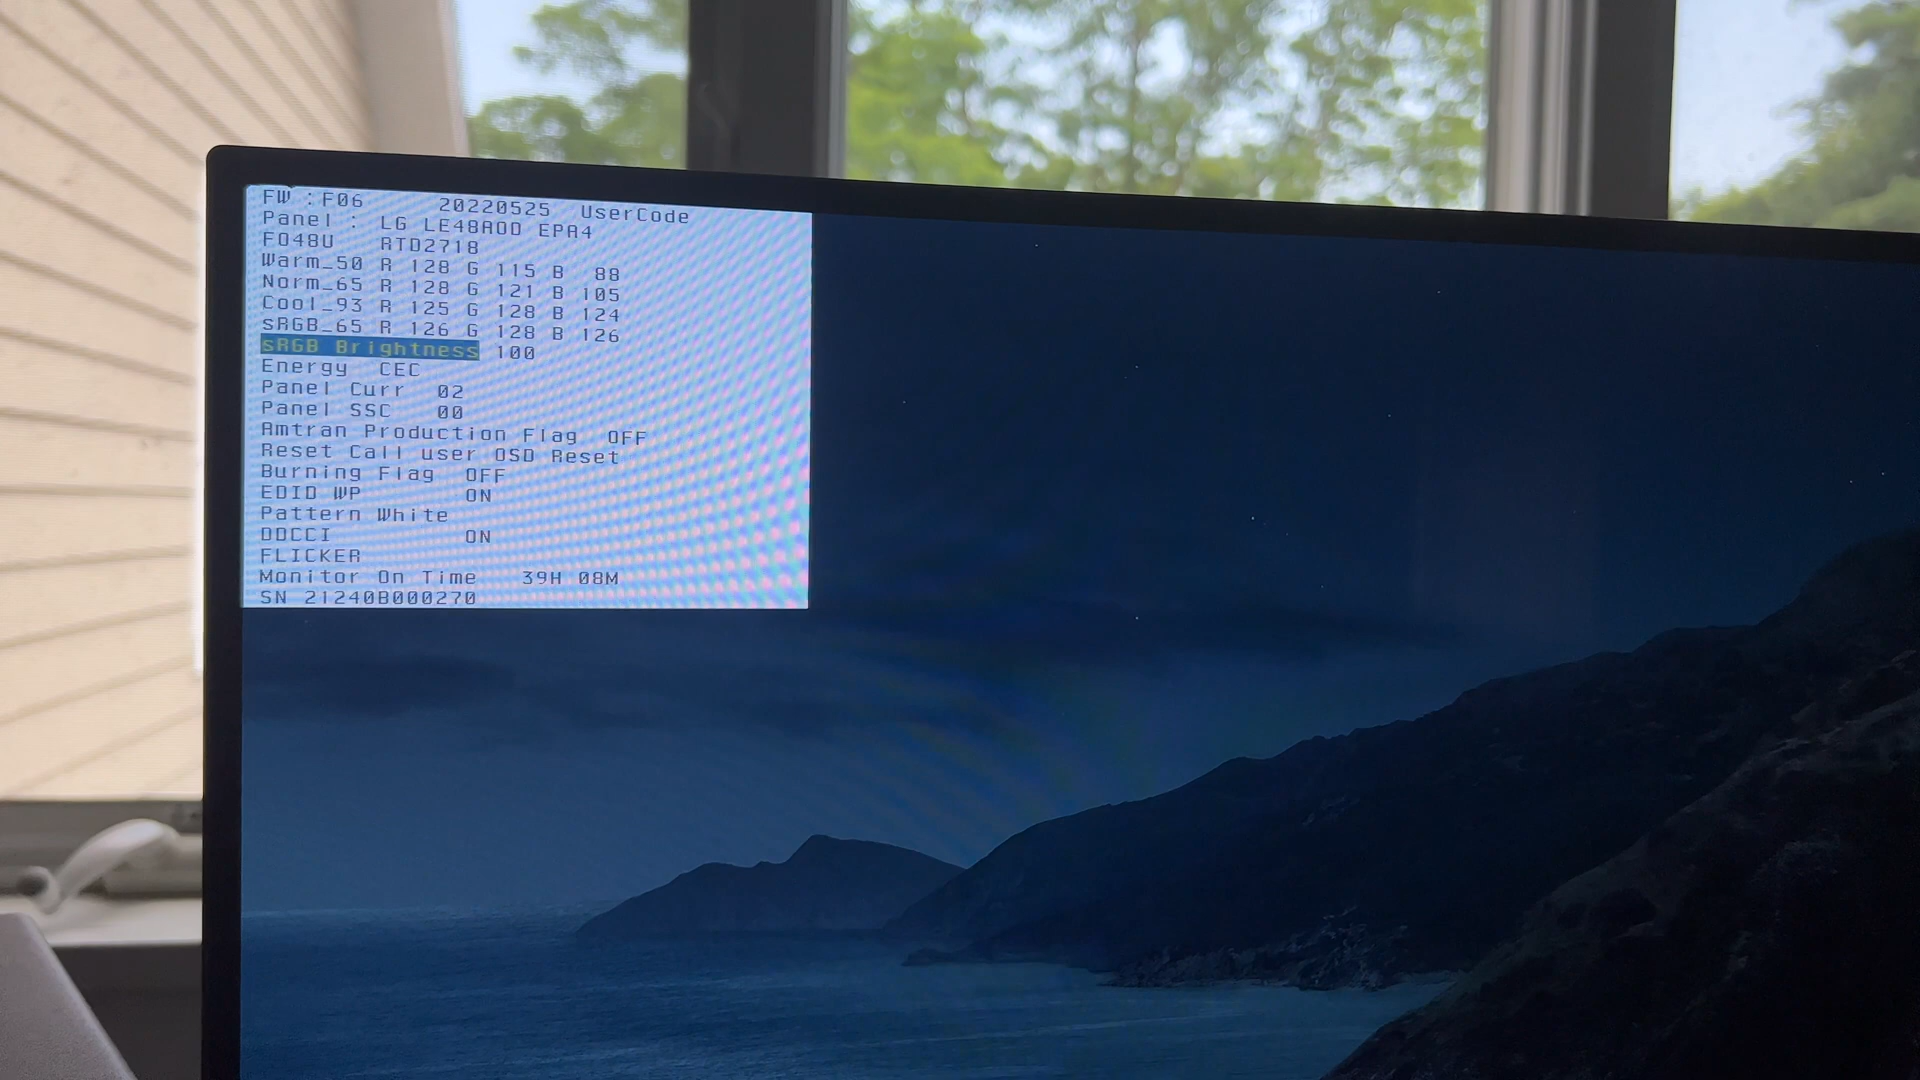 FW :F06 20220525 UserCode
Panel : LG LE48AOD EPA4
FO48U RTD2718
Warm_50 R 128 G 115 B 88
Norm_65 R 128 G 121 B 105
Cool_93 R 125 G 128 B 124
sRGB_65 R 126 G 128 B 126
sRGB Brightness 100
Energy CEC
Panel Curr 02
Panel SSC 00
Amtran Production Flag OFF
Reset Call user OSD Reset
Burning Flag OFF
EDID WP ON
Pattern White
DDCCI ON
FLICKER
Monitor On Time 39H 08M
SN 21240B000270